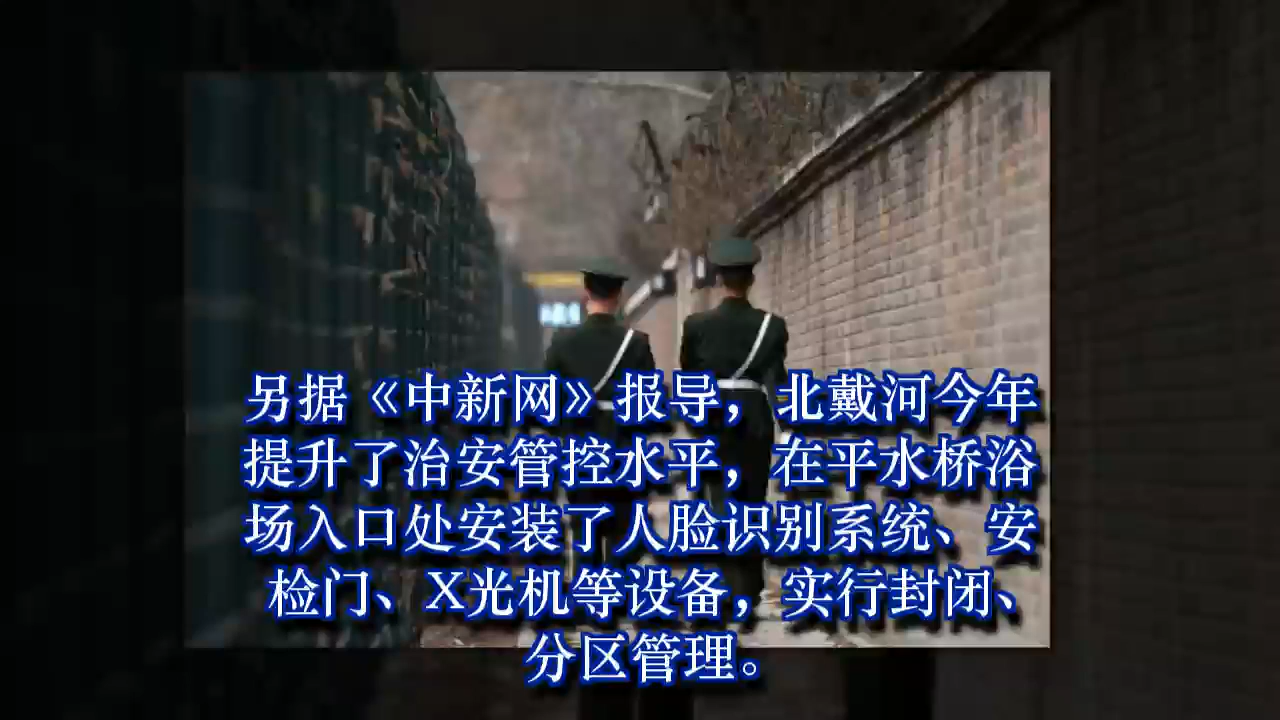 另据《中新网》报导，北戴河今年
提升了治安管控水平，在平水桥浴
场入口处安装了人脸识别系统、安
检门、X光机等设备，实行封闭、
分区管理。